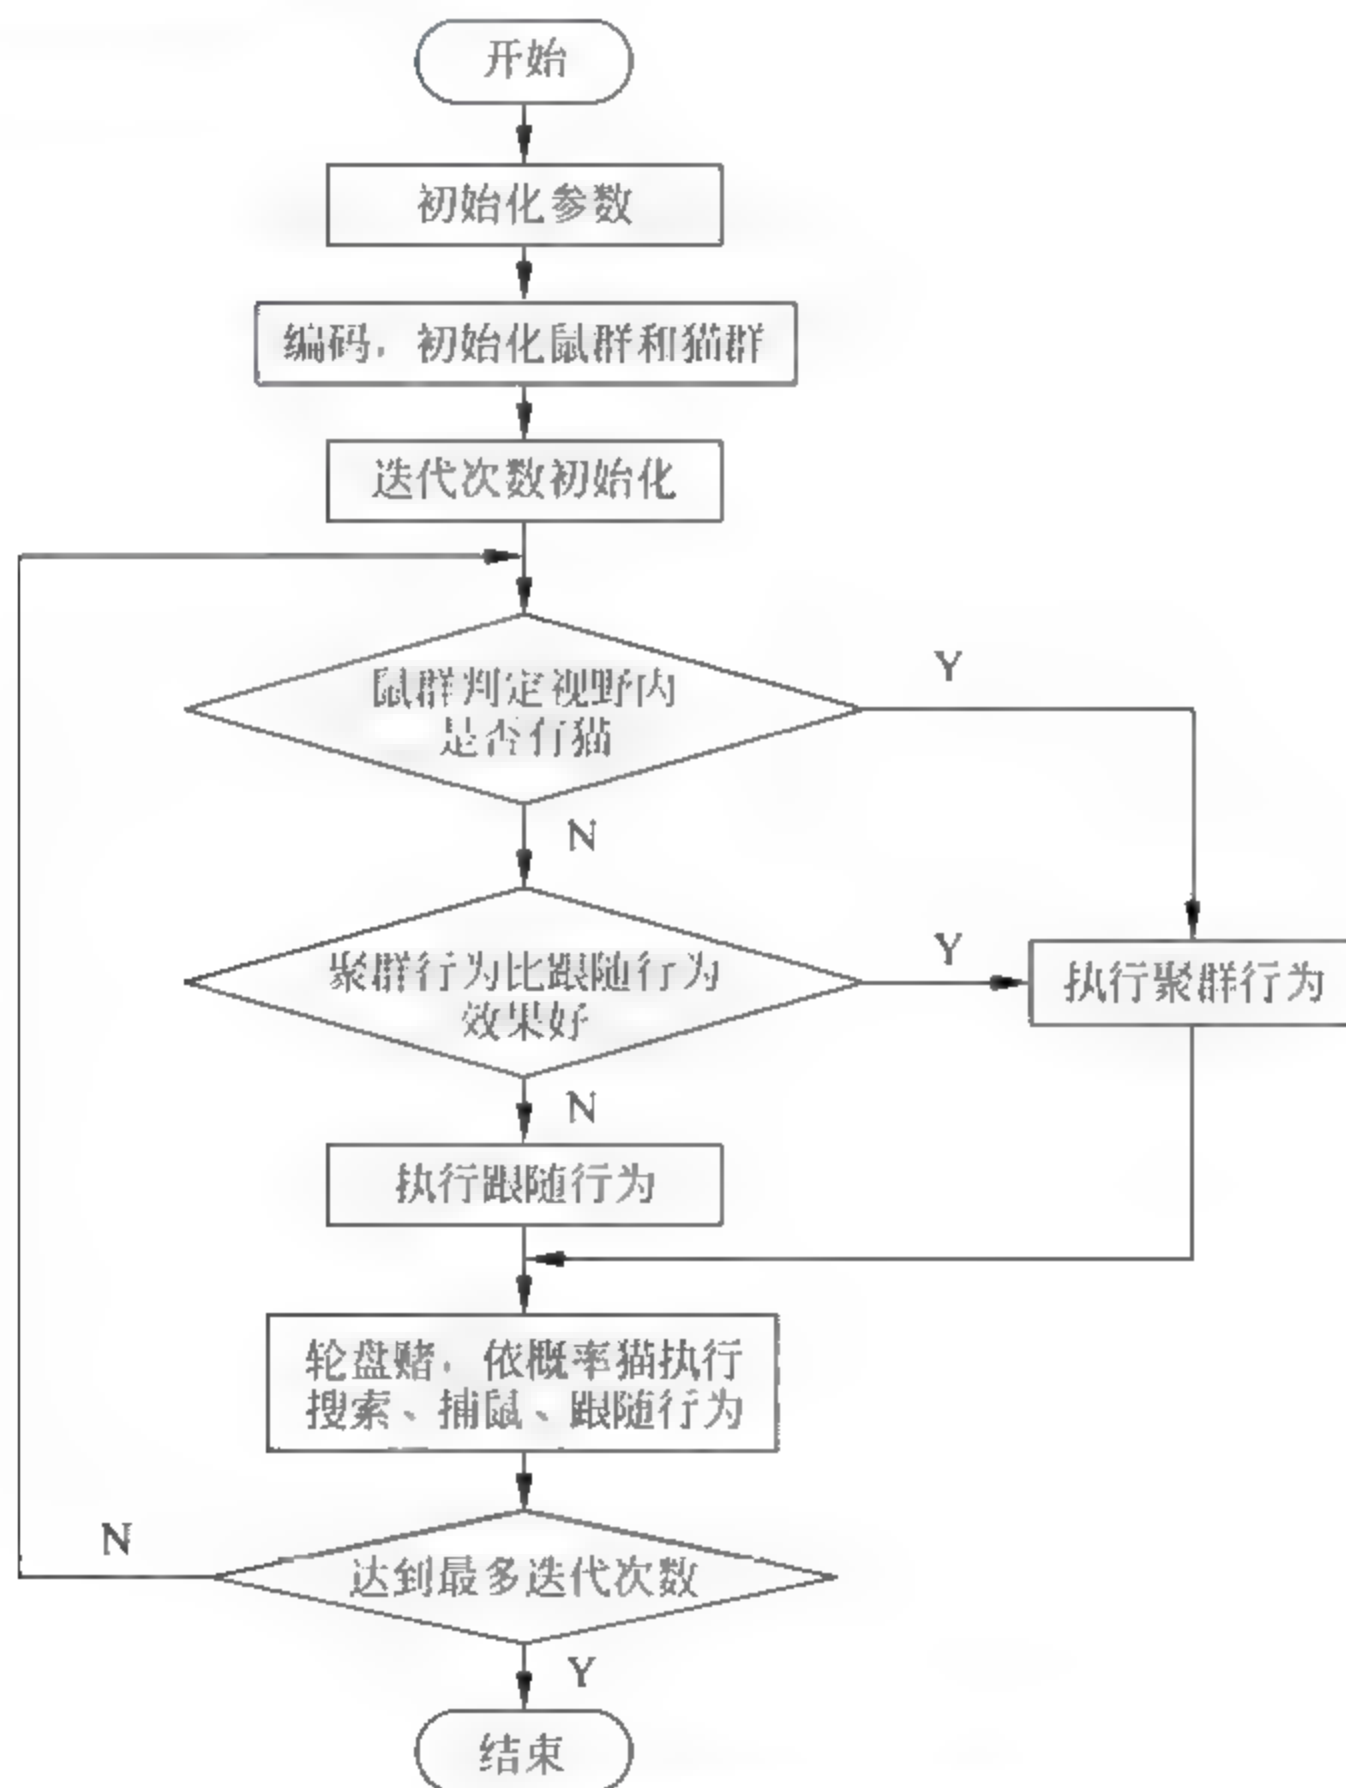 开始
初始化参数
编码，初始化鼠群和猫群
迭代次数初始化
鼠群判定视野内
是否有猫
Y
N
聚群行为比跟随行为
效果好
Y
执行聚群行为
N
执行跟随行为
轮盘赌，依概率猫执行
搜索、捕鼠、跟随行为
N
达到最多迭代次数
Y
结束